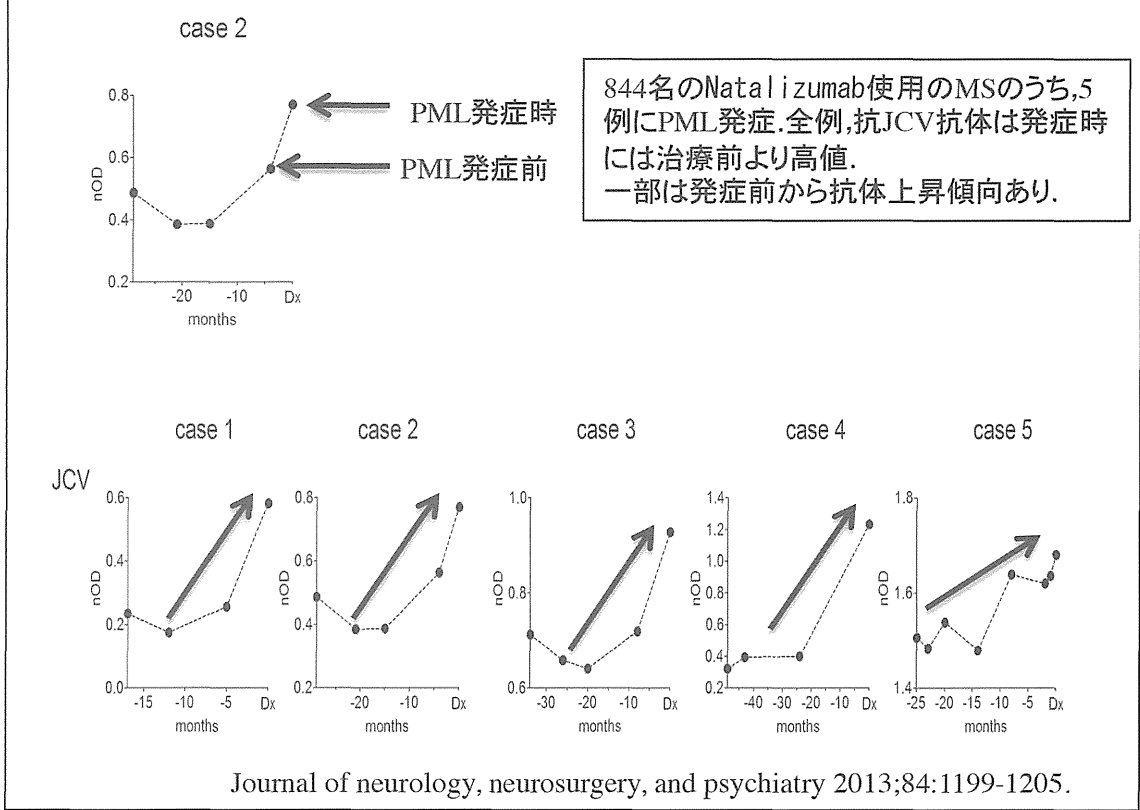 case 2
0.8
0.6
0.4
0.2
nOD
-20 -10 Dx
months
PML発症時
PML発症前
844名のNatalizumab使用のMSのうち,5
例にPML発症.全例,抗JCV抗体は発症時
には治療前より高値.
一部は発症前から抗体上昇傾向あり.
JCV
case 1
0.6
0.4
0.2
0.0
nOD
-15 -10 -5 Dx
months
case 2
0.8
0.6
0.4
0.2
nOD
-20 -10 Dx
months
case 3
1.0
0.8
0.6
nOD
-30 -20 -10 Dx
months
case 4
1.4
1.2
1.0
0.8
0.6
0.4
0.2
nOD
-40 -30 -20 -10 Dx
months
case 5
1.8
1.6
1.4
nOD
-25 -20 -15 -10 -5 Dx
months
Journal of neurology, neurosurgery, and psychiatry 2013;84:1199-1205.